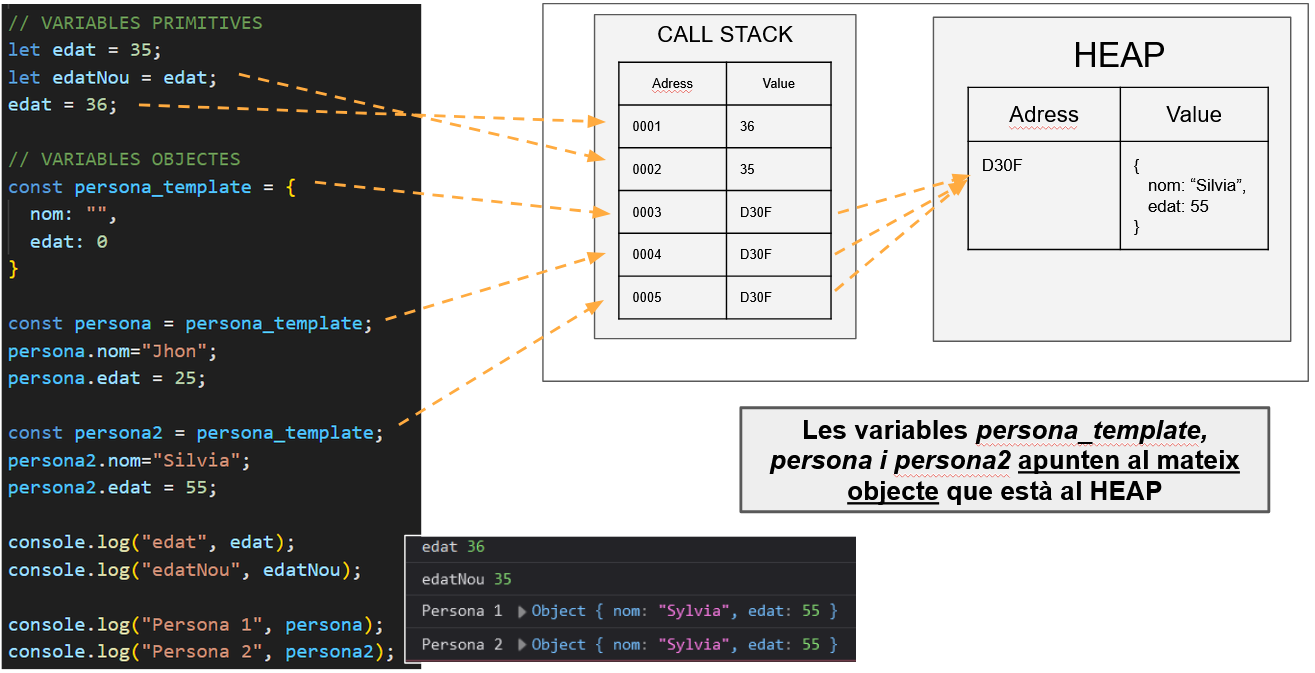 // VARIABLES PRIMITIVES
let edat = 35;
let edatNou = edat;
edat = 36;
// VARIABLES OBJECTES
const persona_template = {
nom: "",
edat: 0
}
const persona = persona_template;
persona.nom="Jhon";
persona.edat = 25;
const persona2 = persona_template;
persona2.nom="Silvia";
persona2.edat = 55;
console.log("edat", edat);
console.log("edatNou", edatNou);
console.log("Persona 1", persona);
console.log("Persona 2", persona2);
edat 36
edatNou 35
Persona 1 Object { nom: "Sylvia", edat: 55 }
Persona 2 Object { nom: "Sylvia", edat: 55 }
CALL STACK
Adress Value
0001 36
0002 35
0003 D30F
0004 D30F
0005 D30F
HEAP
Adress Value
D30F {
nom: “Silvia”,
edat: 55
}
Les variables persona_template,
persona i persona2 apunten al mateix
objecte que està al HEAP